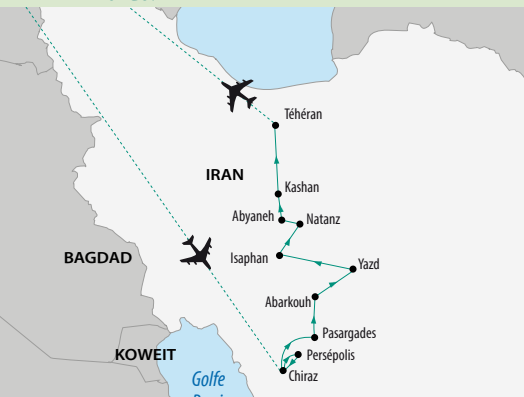 Téhéran
IRAN
Kashan
Abyaneh
Natanz
BAGDAD
Isaphan
Yazd
Abarkouh
Pasargades
KOWEIT
Persépolis
Chiraz
Golfe